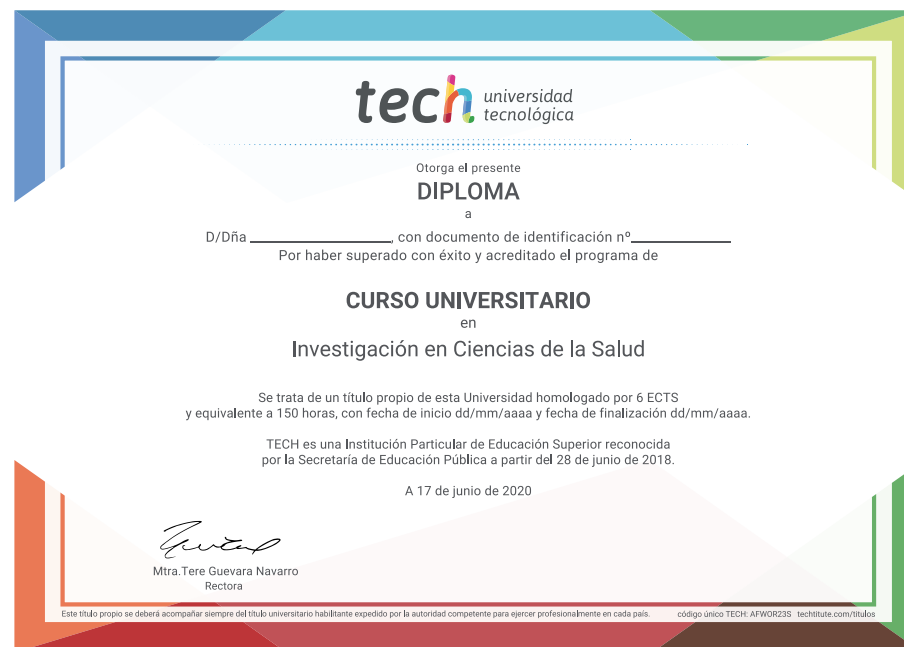 tech universidad
tecnológica
Otorga el presente
DIPLOMA
a
D/Dña ____________________, con documento de identificación nº______________
Por haber superado con éxito y acreditado el programa de
CURSO UNIVERSITARIO
en
Investigación en Ciencias de la Salud
Se trata de un título propio de esta Universidad homologado por 6 ECTS
y equivalente a 150 horas, con fecha de inicio dd/mm/aaaa y fecha de finalización dd/mm/aaaa.
TECH es una Institución Particular de Educación Superior reconocida
por la Secretaría de Educación Pública a partir del 28 de junio de 2018.
A 17 de junio de 2020
Mtra.Tere Guevara Navarro
Rectora
Este título propio se deberá acompañar siempre del título universitario habilitante expedido por la autoridad competente para ejercer profesionalmente en cada país. código único TECH: AFWOR23S techtitute.com/titulos